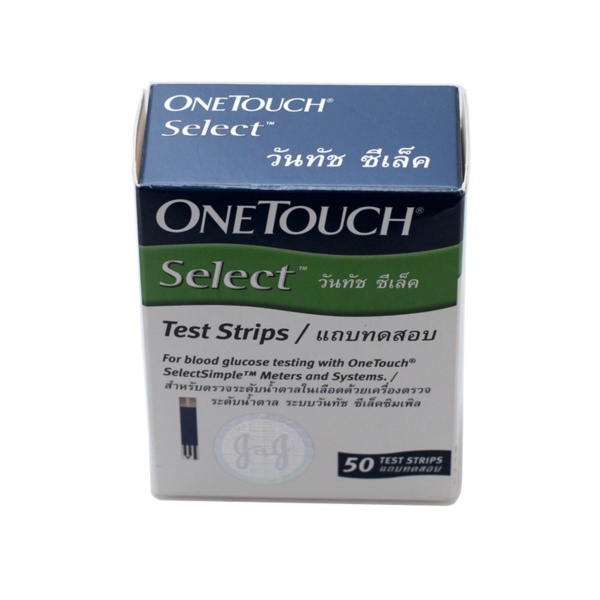 ONETOUCH®
Select™
วันทัช ซีเล็ค
ONETOUCH®
Select™ วันทัช ซีเล็ค
Test Strips / แถบทดสอบ
For blood glucose testing with OneTouch®
SelectSimple™ Meters and Systems. /
สำหรับตรวจระดับน้ำตาลในเลือดด้วยเครื่องตรวจ
ระดับน้ำตาล ระบบวันทัช ซีเล็คซิมเพิล
J&J
50 TEST STRIPS
แถบทดสอบ